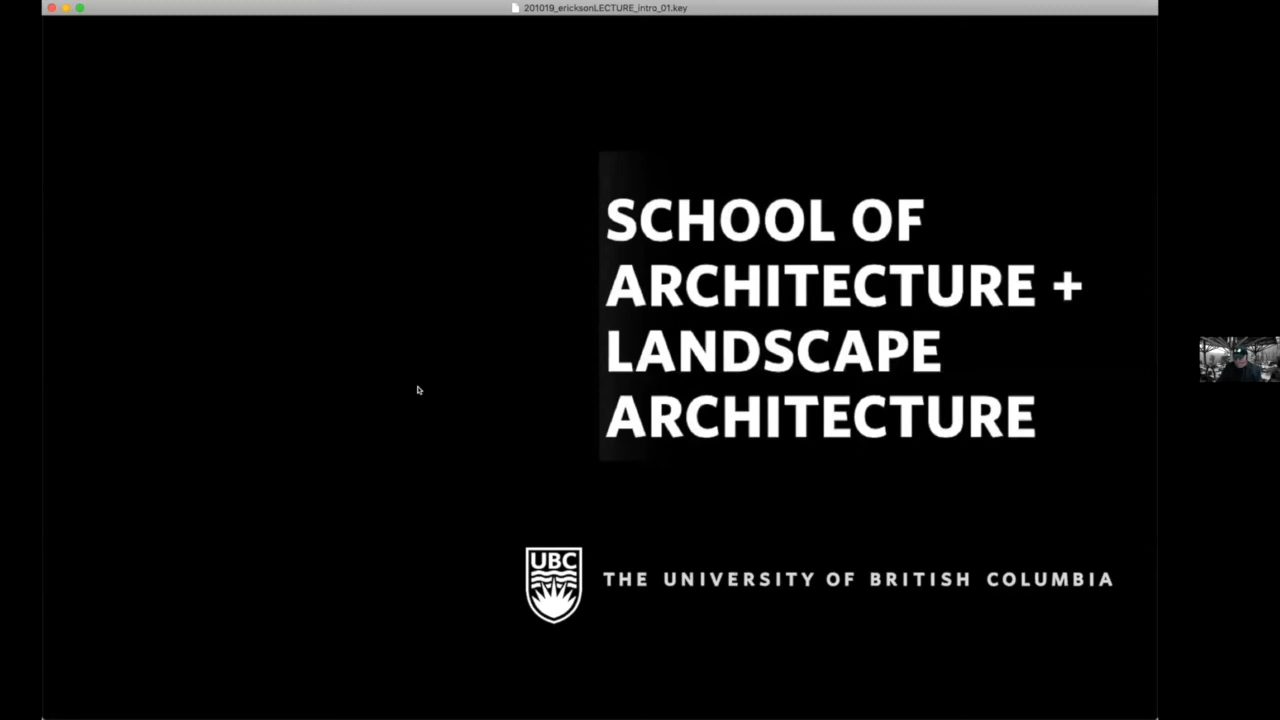 201019_ericksonLECTURE_intro_01.key
SCHOOL OF
ARCHITECTURE +
LANDSCAPE
ARCHITECTURE
UBC
THE UNIVERSITY OF BRITISH COLUMBIA